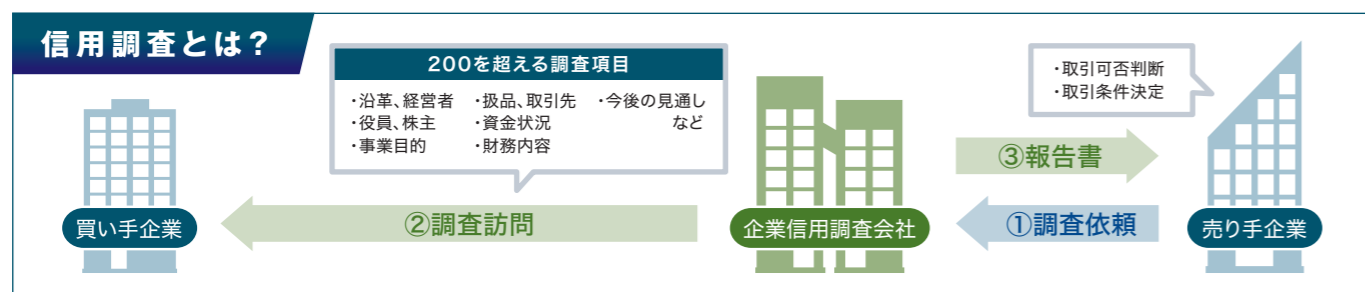 信用調査とは?
200を超える調査項目
・沿革、経営者
・役員、株主
・事業目的
・扱品、取引先
・資金状況
・財務内容
・今後の見通し
など
・取引可否判断
・取引条件決定
③報告書
①調査依頼
②調査訪問
買い手企業
企業信用調査会社
売り手企業